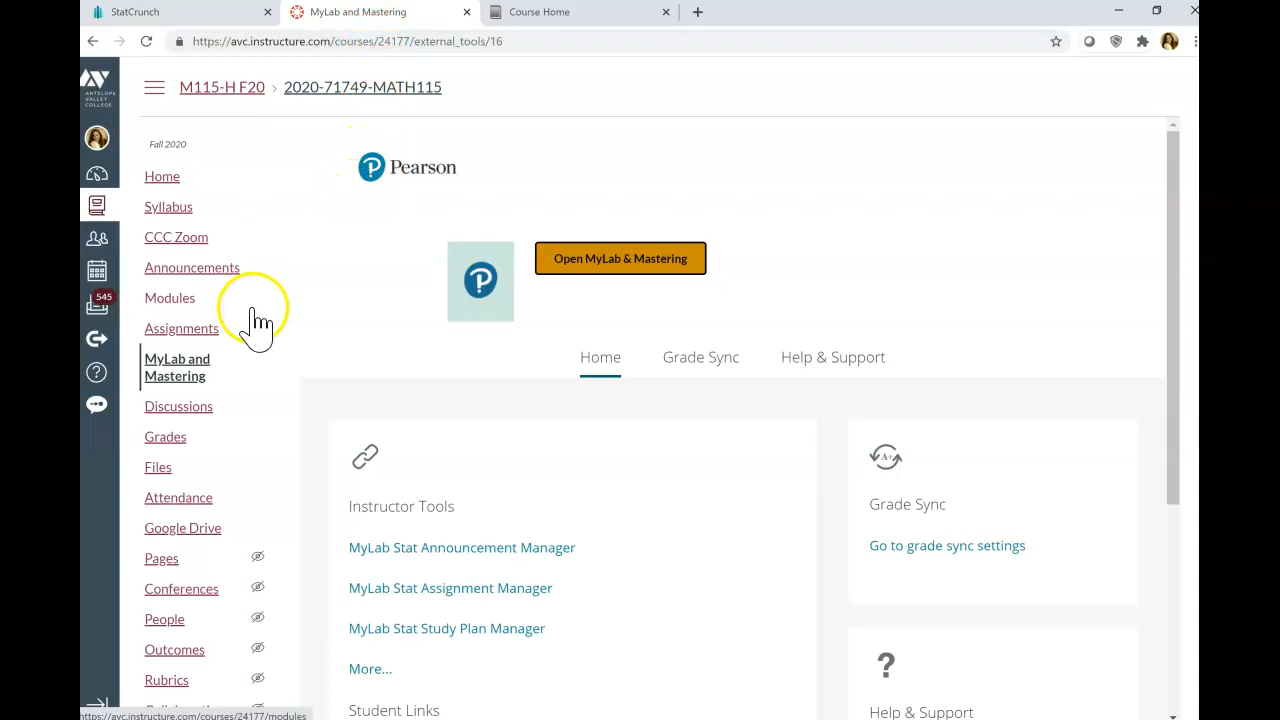 StatCrunch
MyLab and Mastering
Course Home
https://avc.instructure.com/courses/24177/external_tools/16
AV
ANTELOPE
VALLEY
COLLEGE
M115-H F20 > 2020-71749-MATH115
Fall 2020
Home
Syllabus
CCC Zoom
Announcements
Modules
Assignments
MyLab and
Mastering
Discussions
Grades
Files
Attendance
Google Drive
Pages
Conferences
People
Outcomes
Rubrics
545
P Pearson
P
Open MyLab & Mastering
Home Grade Sync Help & Support
Instructor Tools
MyLab Stat Announcement Manager
MyLab Stat Assignment Manager
MyLab Stat Study Plan Manager
More...
Student Links
A+
Grade Sync
Go to grade sync settings
?
Help & Support
https://avc.instructure.com/courses/24177/modules